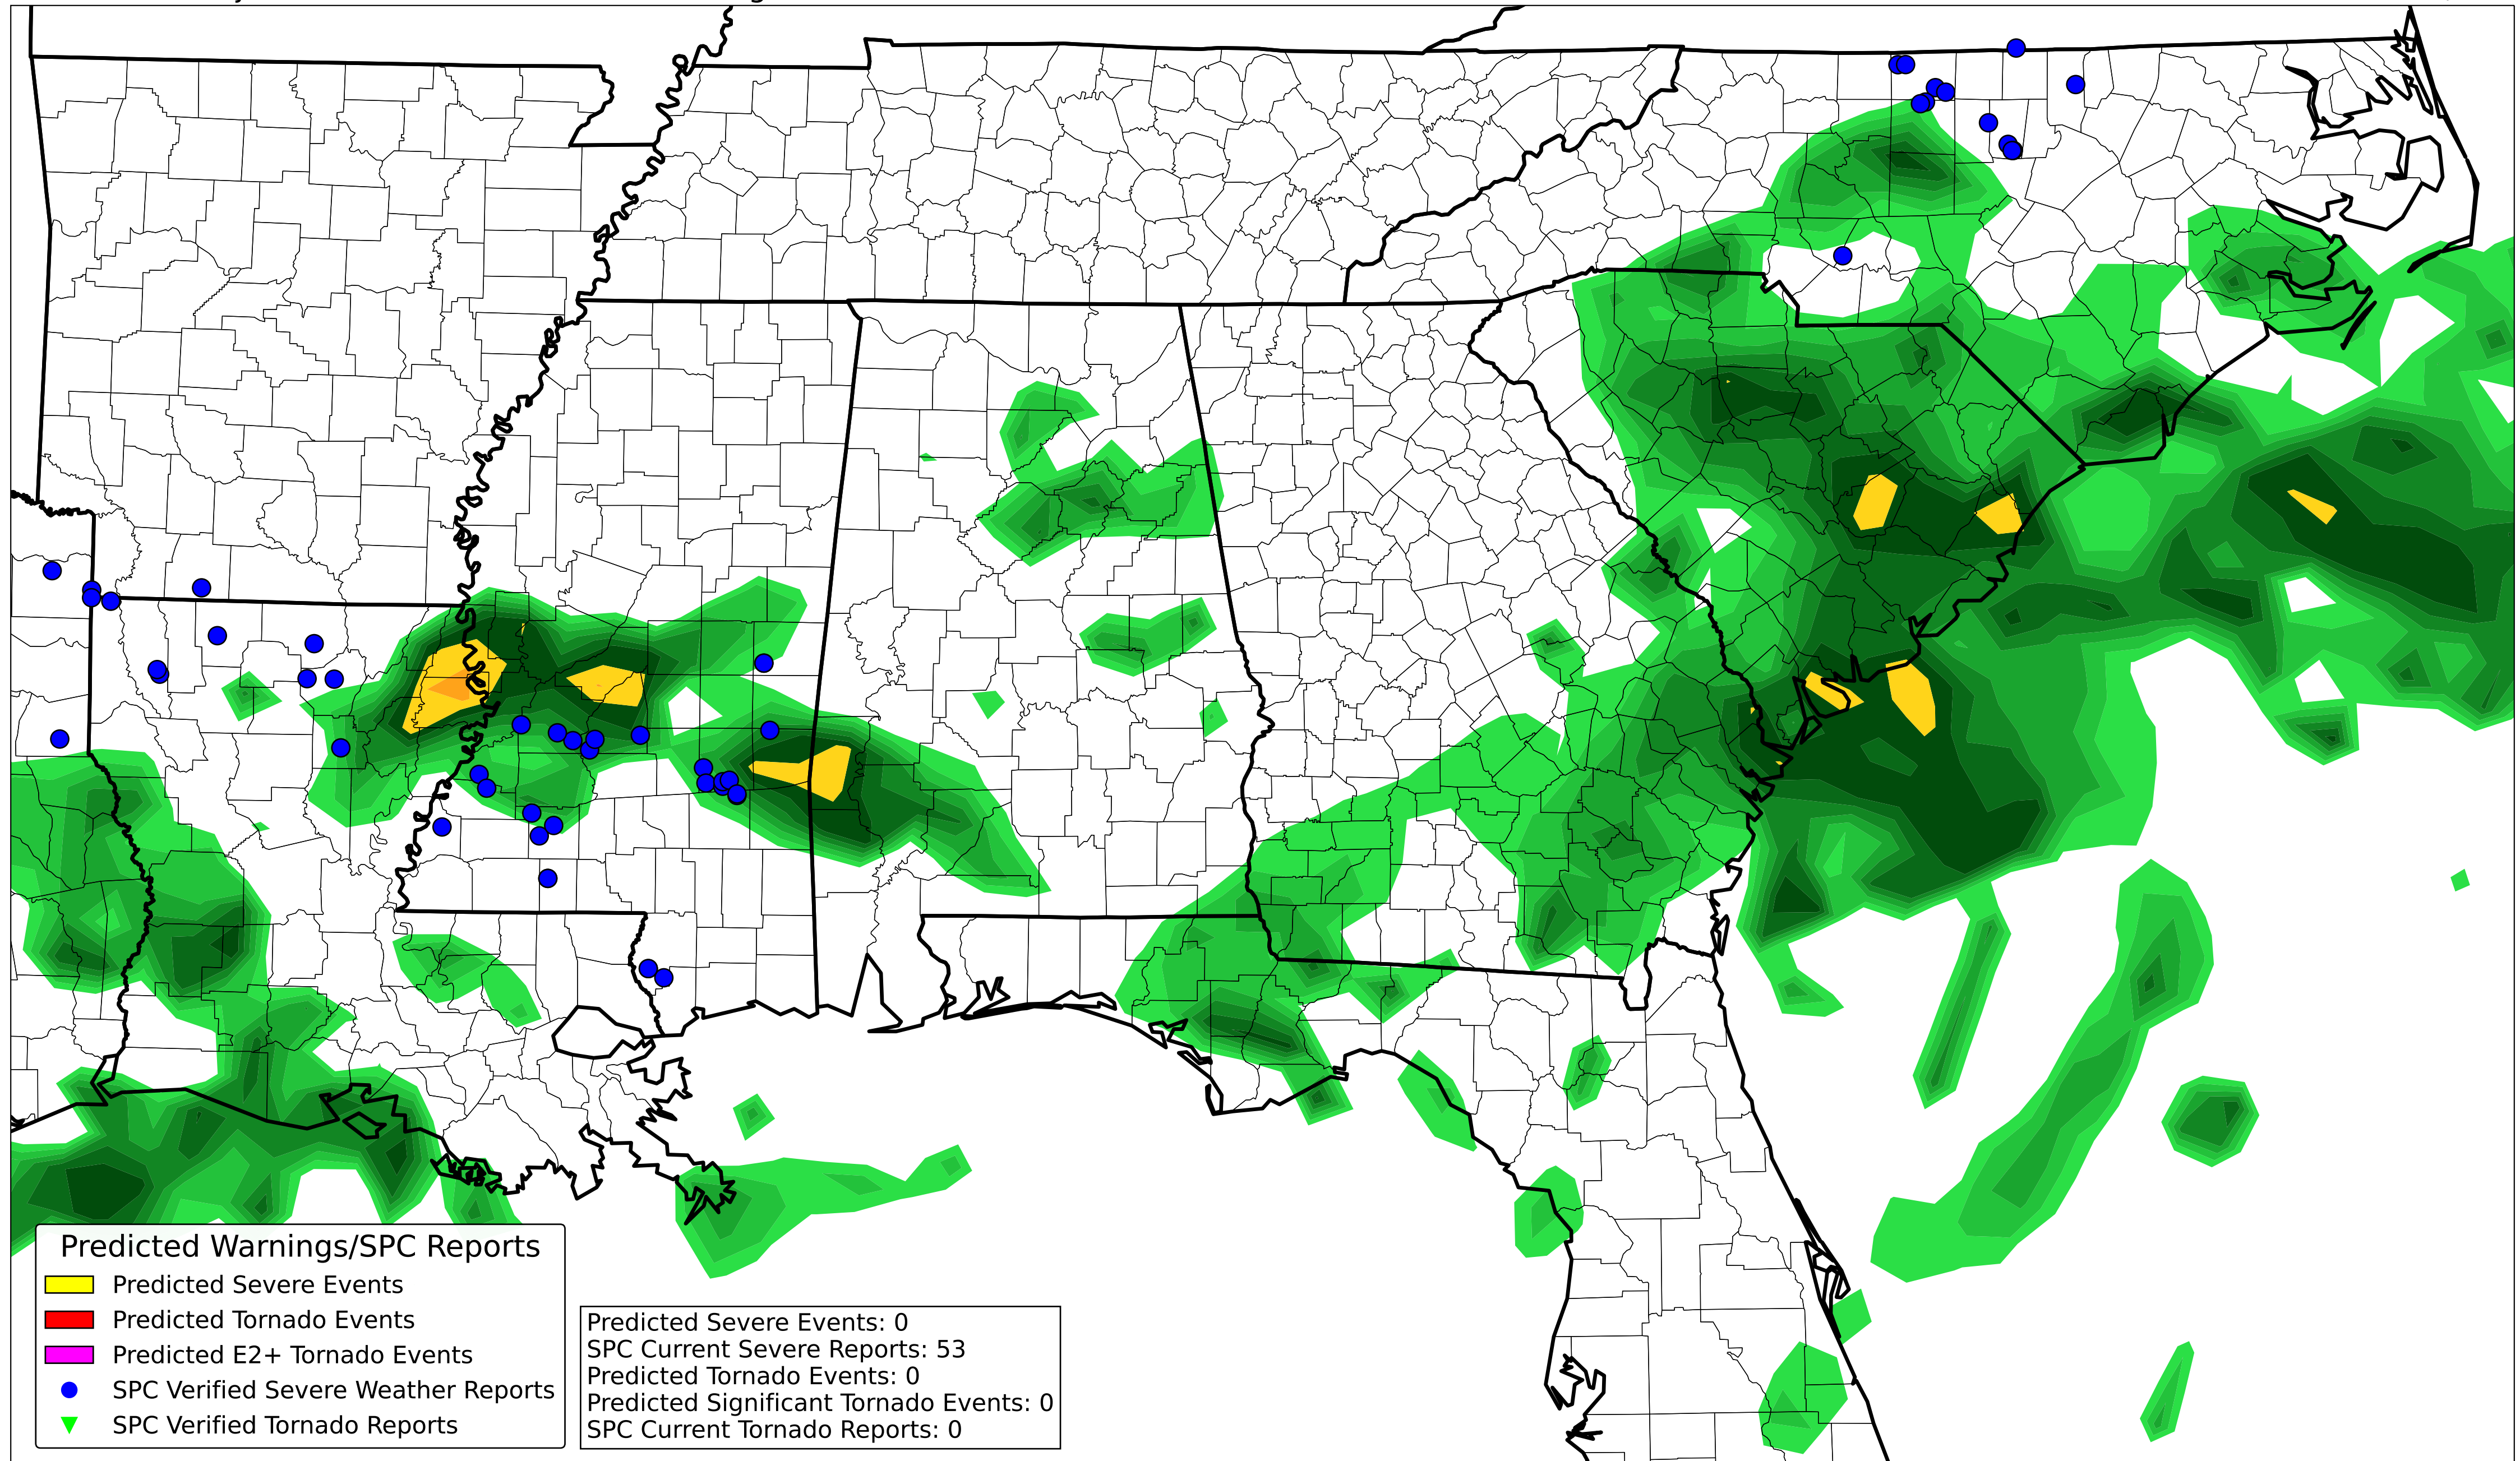 Predicted Warnings/SPC Reports
Predicted Severe Events
Predicted Tornado Events
Predicted E2+ Tornado Events
SPC Verified Severe Weather Reports
SPC Verified Tornado Reports
Predicted Severe Events: 0
SPC Current Severe Reports: 53
Predicted Tornado Events: 0
Predicted Significant Tornado Events: 0
SPC Current Tornado Reports: 0